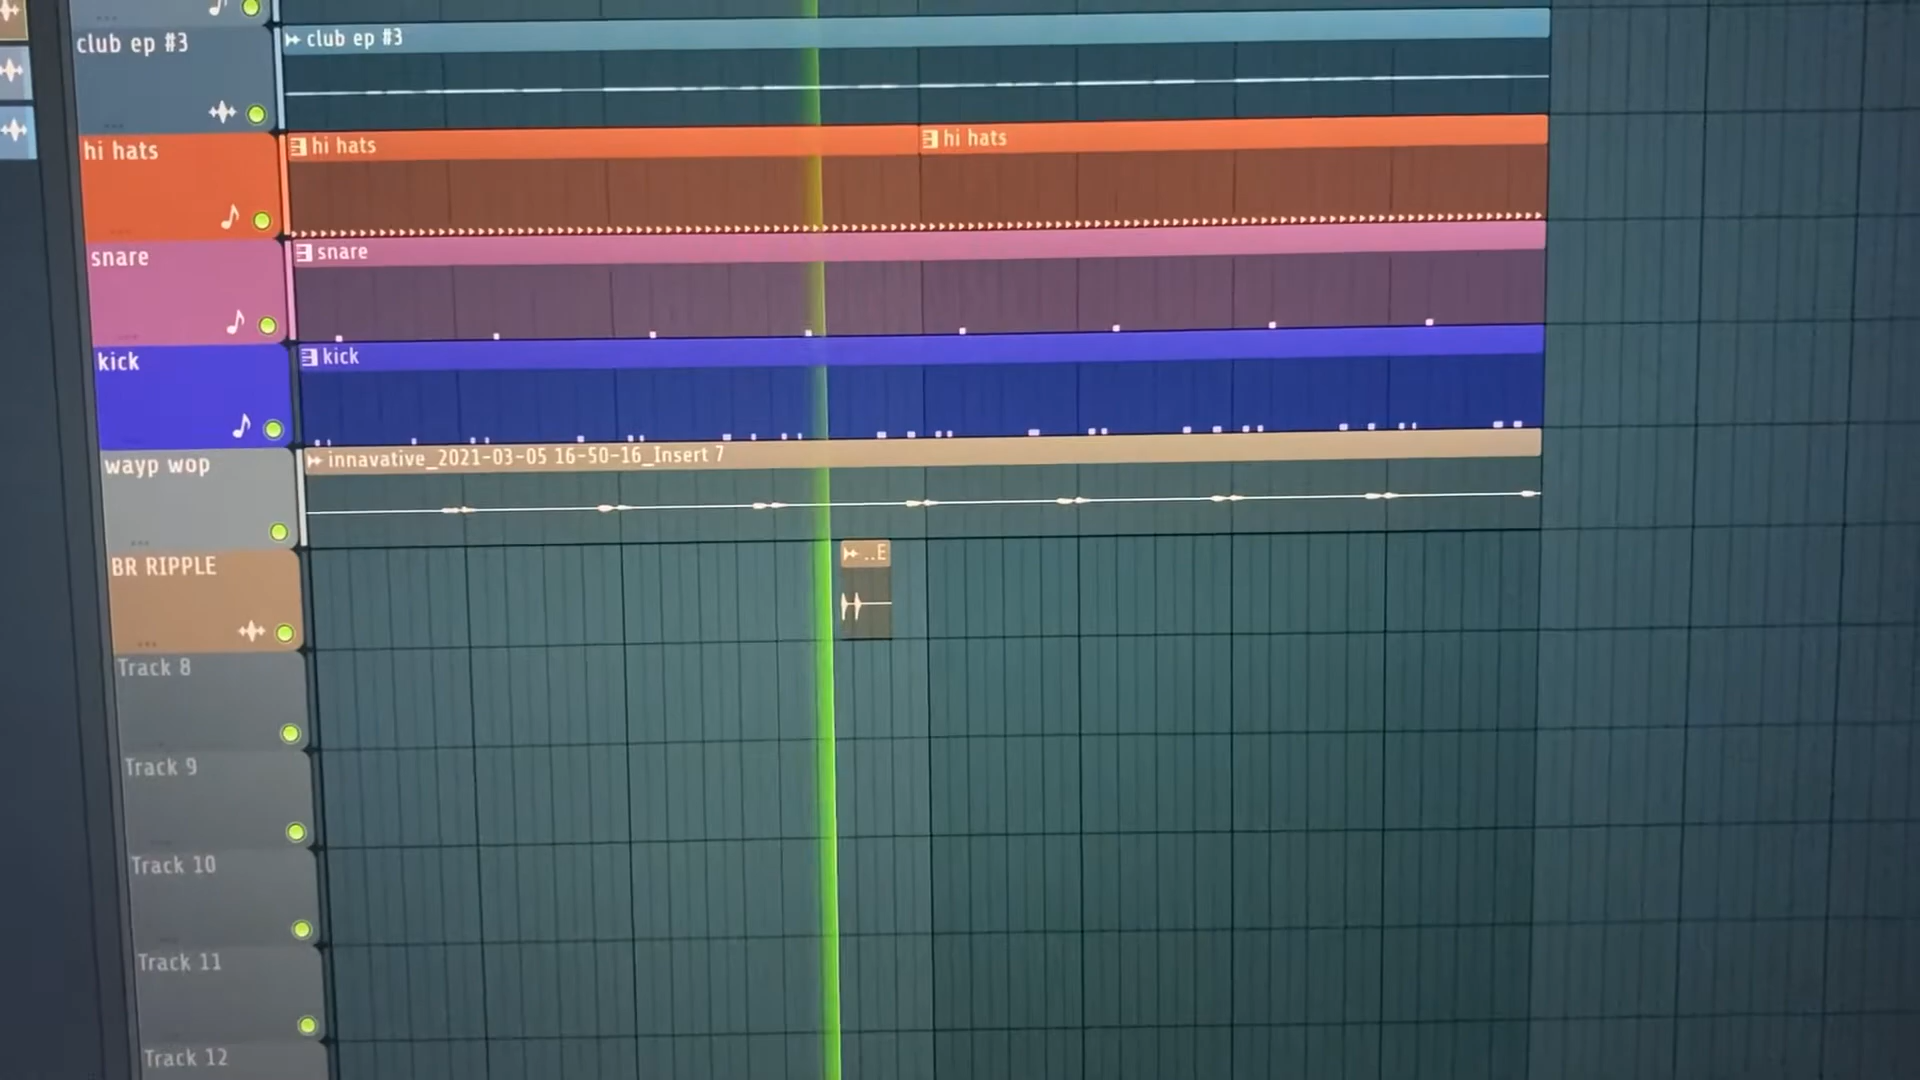 club ep #3
club ep #3
hi hats
hi hats
hi hats
snare
snare
kick
kick
wayp wop
innavative_2021-03-05 16-50-16_Insert 7
BR RIPPLE
..E
Track 8
Track 9
Track 10
Track 11
Track 12